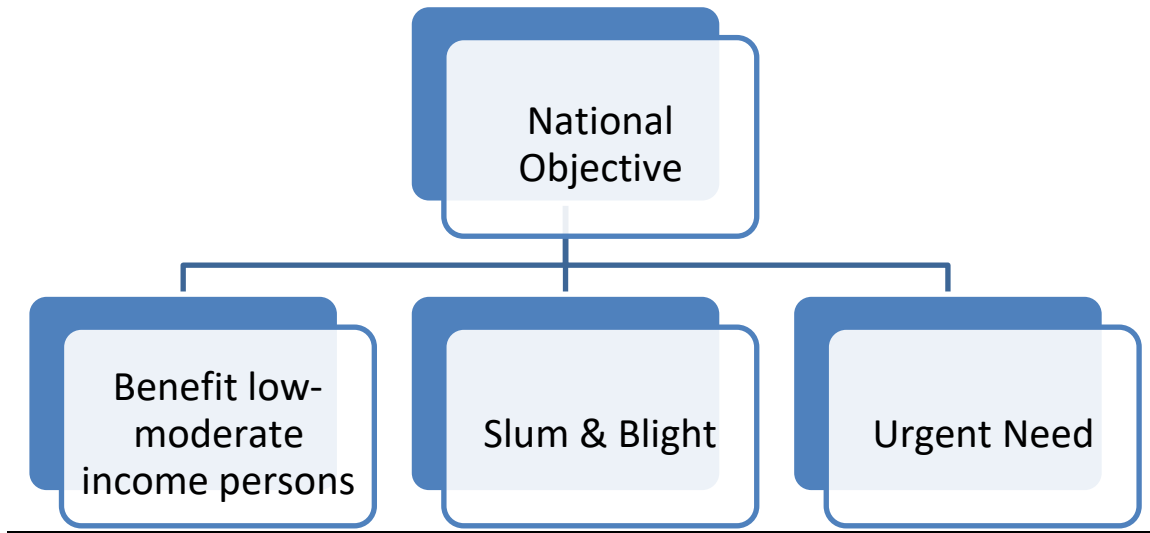 National
Objective
Benefit low-
moderate
income persons
Slum & Blight
Urgent Need